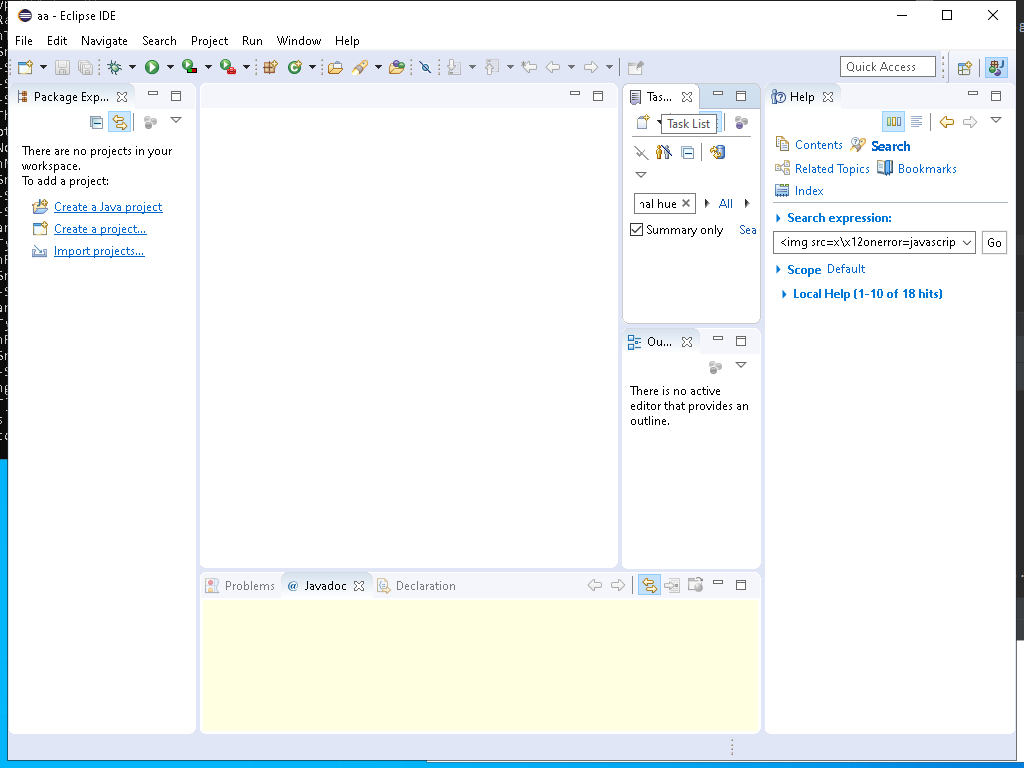 aa - Eclipse IDE
File Edit Navigate Search Project Run Window Help
Quick Access
Package Exp...
There are no projects in your
workspace.
To add a project:
Create a Java project
Create a project...
Import projects...
Tas...
Task List
nal hue
All
Summary only
Sea
Ou...
There is no active
editor that provides an
outline.
Help
Contents Search
Related Topics Bookmarks
Index
Search expression:
<img src=x\x12onerror=javascrip
Go
Scope Default
Local Help (1-10 of 18 hits)
Problems @ Javadoc Declaration